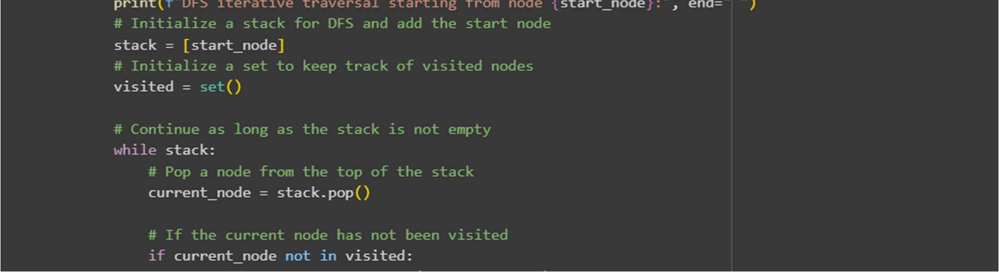 print(f"DFS iterative traversal starting from node {start_node}:", end=" ")
# Initialize a stack for DFS and add the start node
stack = [start_node]
# Initialize a set to keep track of visited nodes
visited = set()
# Continue as long as the stack is not empty
while stack:
# Pop a node from the top of the stack
current_node = stack.pop()
# If the current node has not been visited
if current_node not in visited: